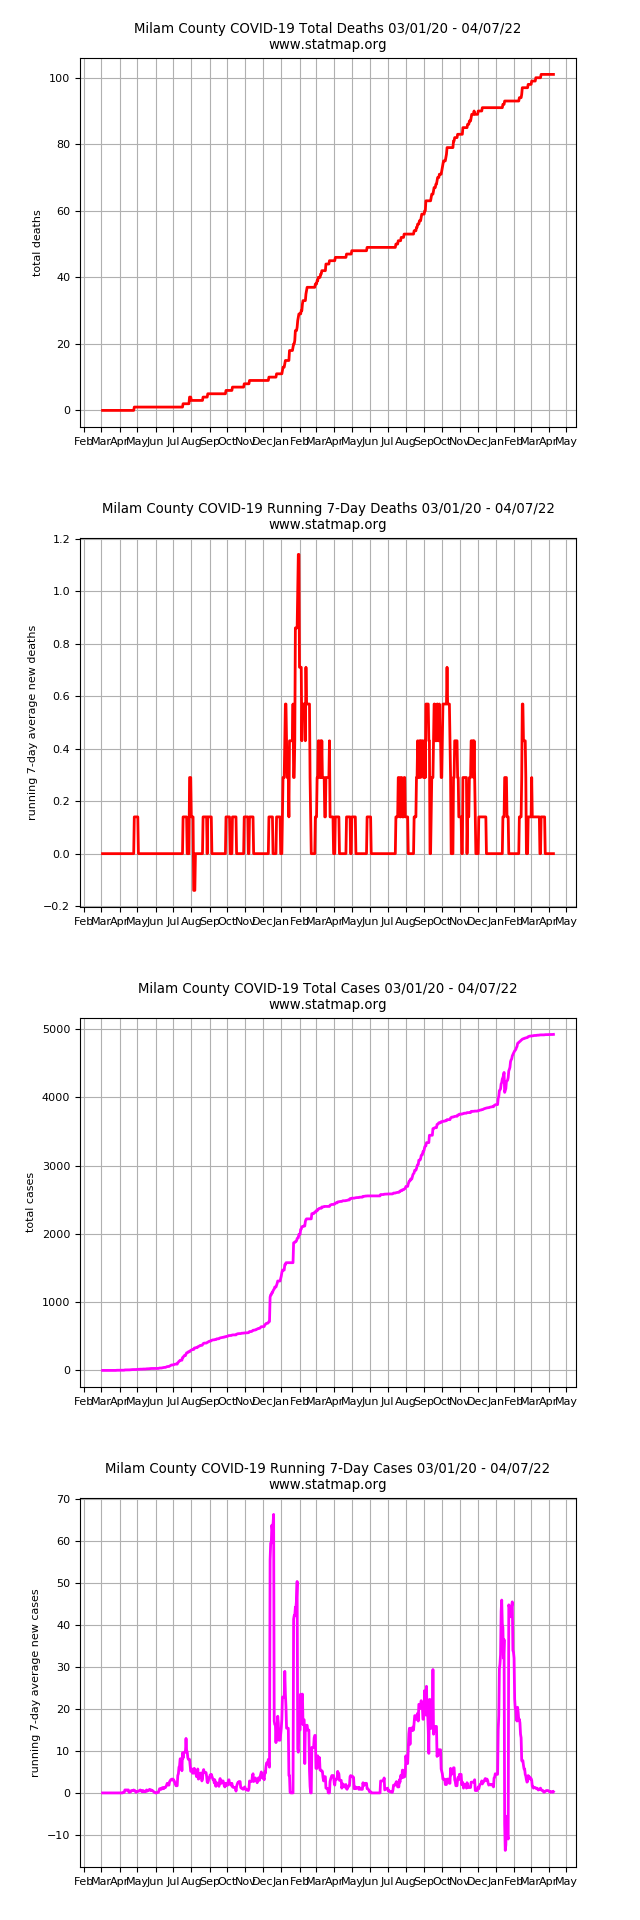 Milam County COVID-19 Total Deaths 03/01/20 - 04/07/22
www.statmap.org
100
80
60
40
20
0
total deaths
Feb Mar Apr May Jun Jul Aug Sep Oct Nov Dec Jan Feb Mar Apr May Jun Jul Aug Sep Oct Nov Dec Jan Feb Mar Apr May
Milam County COVID-19 Running 7-Day Deaths 03/01/20 - 04/07/22
www.statmap.org
1.2
1.0
0.8
0.6
0.4
0.2
0.0
−0.2
running 7-day average new deaths
Feb Mar Apr May Jun Jul Aug Sep Oct Nov Dec Jan Feb Mar Apr May Jun Jul Aug Sep Oct Nov Dec Jan Feb Mar Apr May
Milam County COVID-19 Total Cases 03/01/20 - 04/07/22
www.statmap.org
5000
4000
3000
2000
1000
0
total cases
Feb Mar Apr May Jun Jul Aug Sep Oct Nov Dec Jan Feb Mar Apr May Jun Jul Aug Sep Oct Nov Dec Jan Feb Mar Apr May
Milam County COVID-19 Running 7-Day Cases 03/01/20 - 04/07/22
www.statmap.org
70
60
50
40
30
20
10
0
−10
running 7-day average new cases
Feb Mar Apr May Jun Jul Aug Sep Oct Nov Dec Jan Feb Mar Apr May Jun Jul Aug Sep Oct Nov Dec Jan Feb Mar Apr May